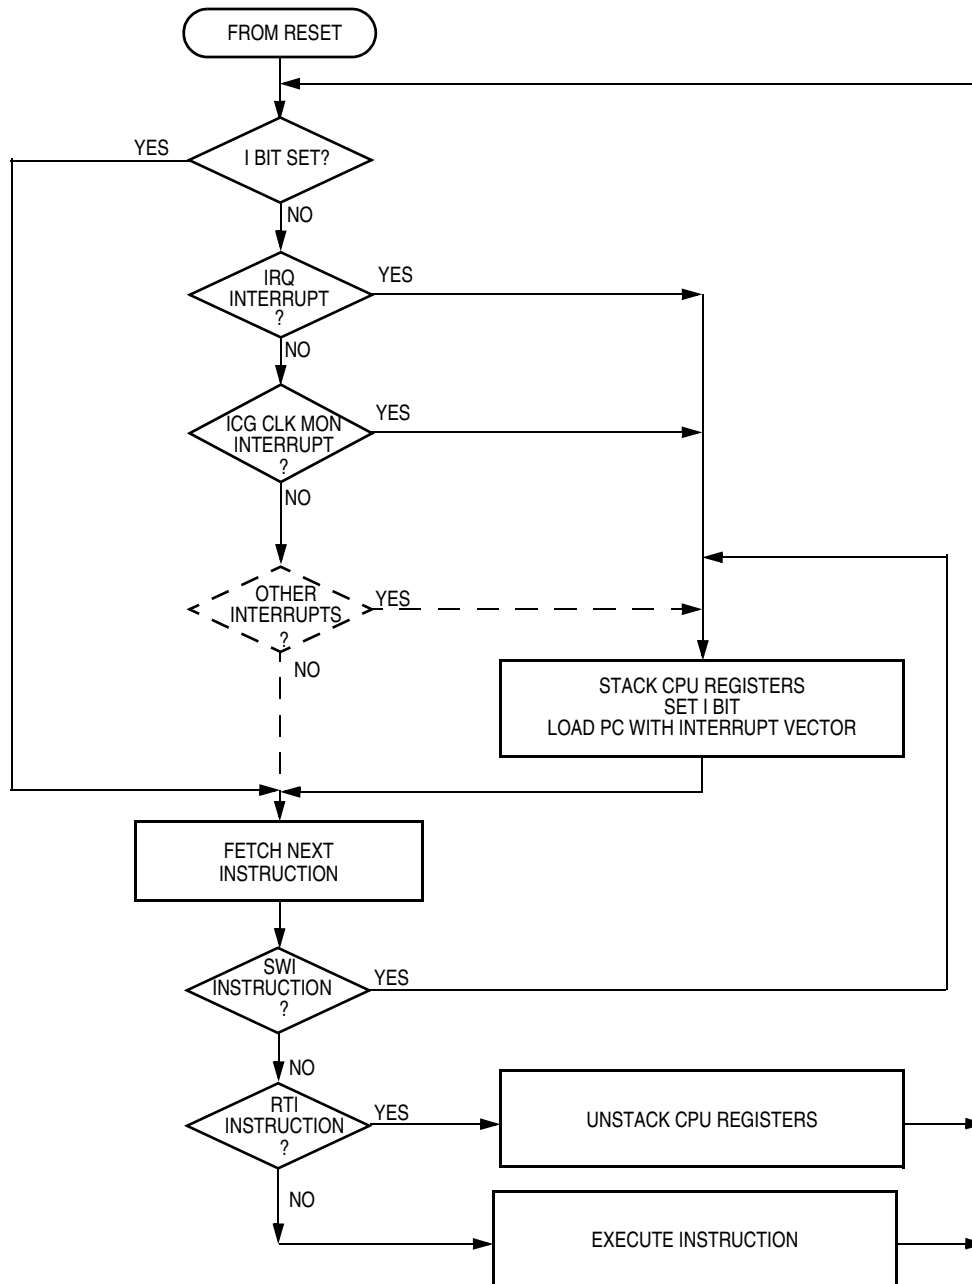 FROM RESET
YES
I BIT SET?
NO
IRQ
INTERRUPT
?
YES
NO
ICG CLK MON
INTERRUPT
?
YES
NO
OTHER
INTERRUPTS
?
YES
NO
STACK CPU REGISTERS
SET I BIT
LOAD PC WITH INTERRUPT VECTOR
FETCH NEXT
INSTRUCTION
SWI
INSTRUCTION
?
YES
NO
RTI
INSTRUCTION
?
YES
UNSTACK CPU REGISTERS
NO
EXECUTE INSTRUCTION